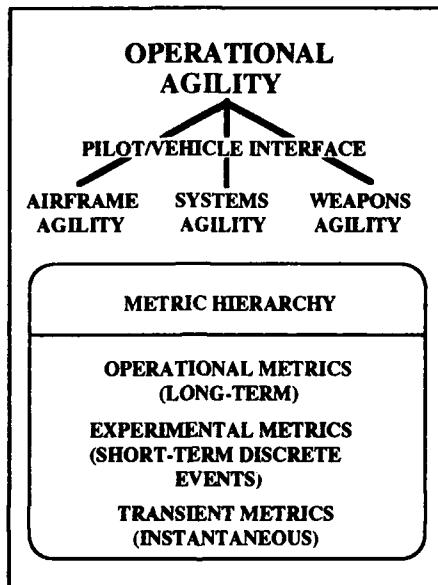 OPERATIONAL
AGILITY
PILOT/VEHICLE INTERFACE
AIRFRAME SYSTEMS WEAPONS
AGILITY AGILITY AGILITY
METRIC HIERARCHY
OPERATIONAL METRICS
(LONG-TERM)
EXPERIMENTAL METRICS
(SHORT-TERM DISCRETE
EVENTS)
TRANSIENT METRICS
(INSTANTANEOUS)